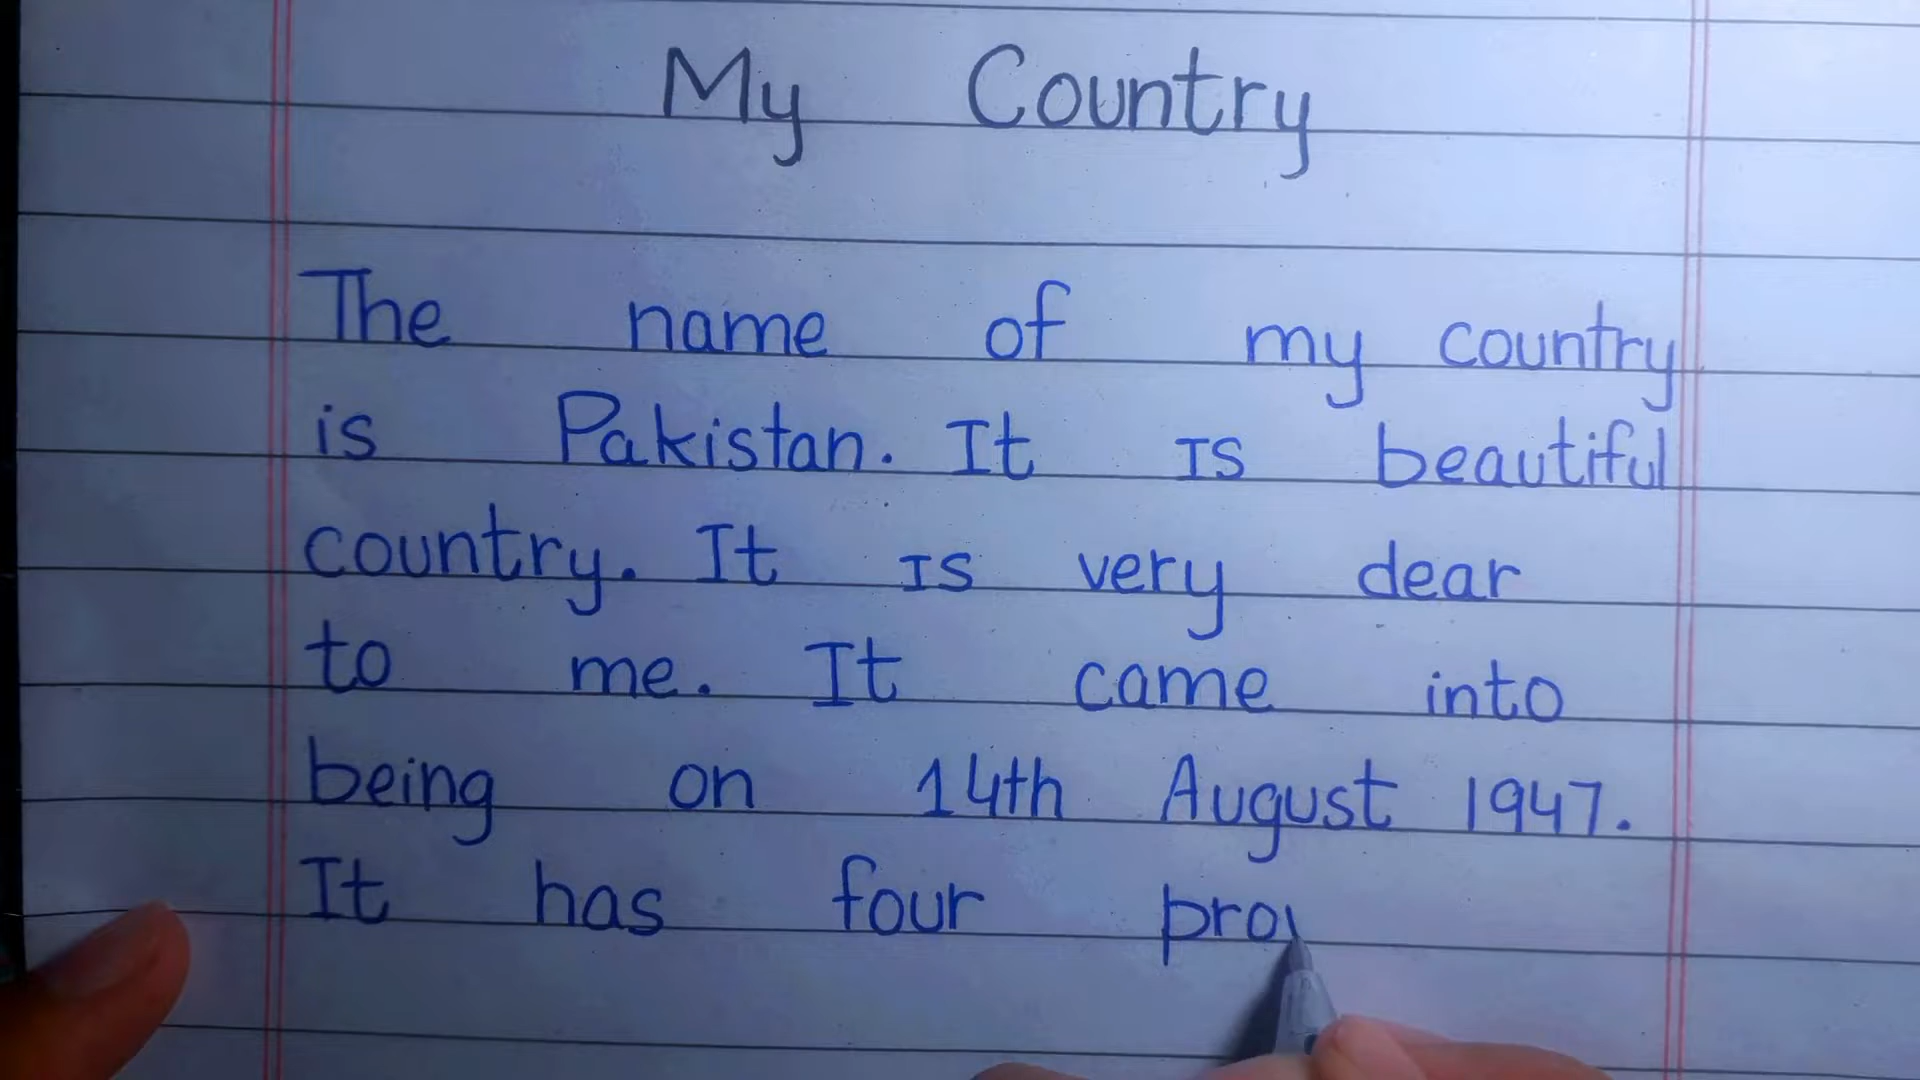 My Country
The name of my country
is Pakistan. It Is beautiful
country. It Is very dear
to me. It came into
being on 14th August 1947.
It has four pro